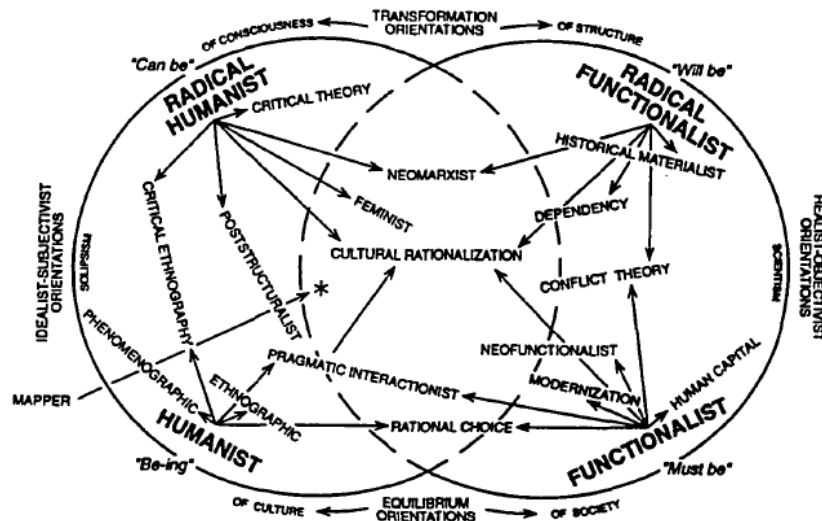 TRANSFORMATION
ORIENTATIONS
OF CONSCIOUSNESS
OF STRUCTURE
"Can be"
"Will be"
RADICAL
HUMANIST
RADICAL
FUNCTIONALIST
CRITICAL THEORY
HISTORICAL MATERIALIST
NEOMARXIST
CRITICAL ETHNOGRAPHY
POSTSTRUCTURALIST
FEMINIST
DEPENDENCY
IDEALIST-SUBJECTIVIST
ORIENTATIONS
SOLIPSISM
CULTURAL RATIONALIZATION
SCIENTISM
REALIST-OBJECTIVIST
ORIENTATIONS
*
CONFLICT THEORY
PHENOMENOGRAPHIC
NEOFUNCTIONALIST
ETHNOGRAPHIC
PRAGMATIC INTERACTIONIST
MODERNIZATION
HUMAN CAPITAL
MAPPER
HUMANIST
RATIONAL CHOICE
FUNCTIONALIST
"Be-ing"
"Must be"
OF CULTURE
EQUILIBRIUM
ORIENTATIONS
OF SOCIETY